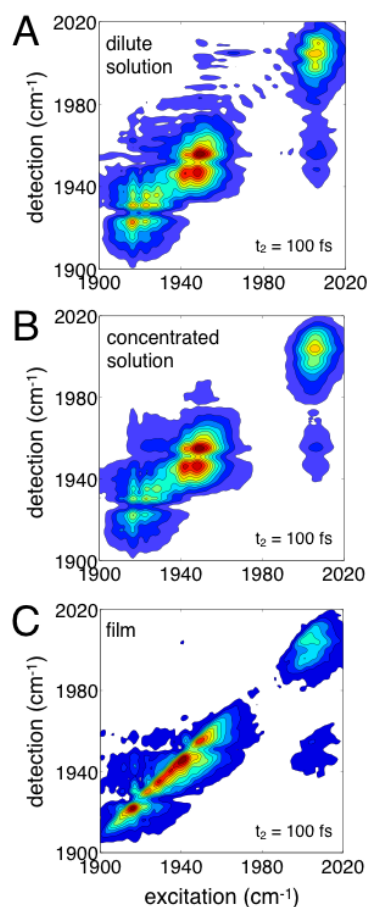 A
2020
dilute
solution
1980
detection (cm-1)
1940
t2 = 100 fs
1900
1900 1940 1980 2020
B
2020
concentrated
solution
1980
detection (cm-1)
1940
t2 = 100 fs
1900
1900 1940 1980 2020
C
2020
film
1980
detection (cm-1)
1940
t2 = 100 fs
1900
1900 1940 1980 2020
excitation (cm-1)